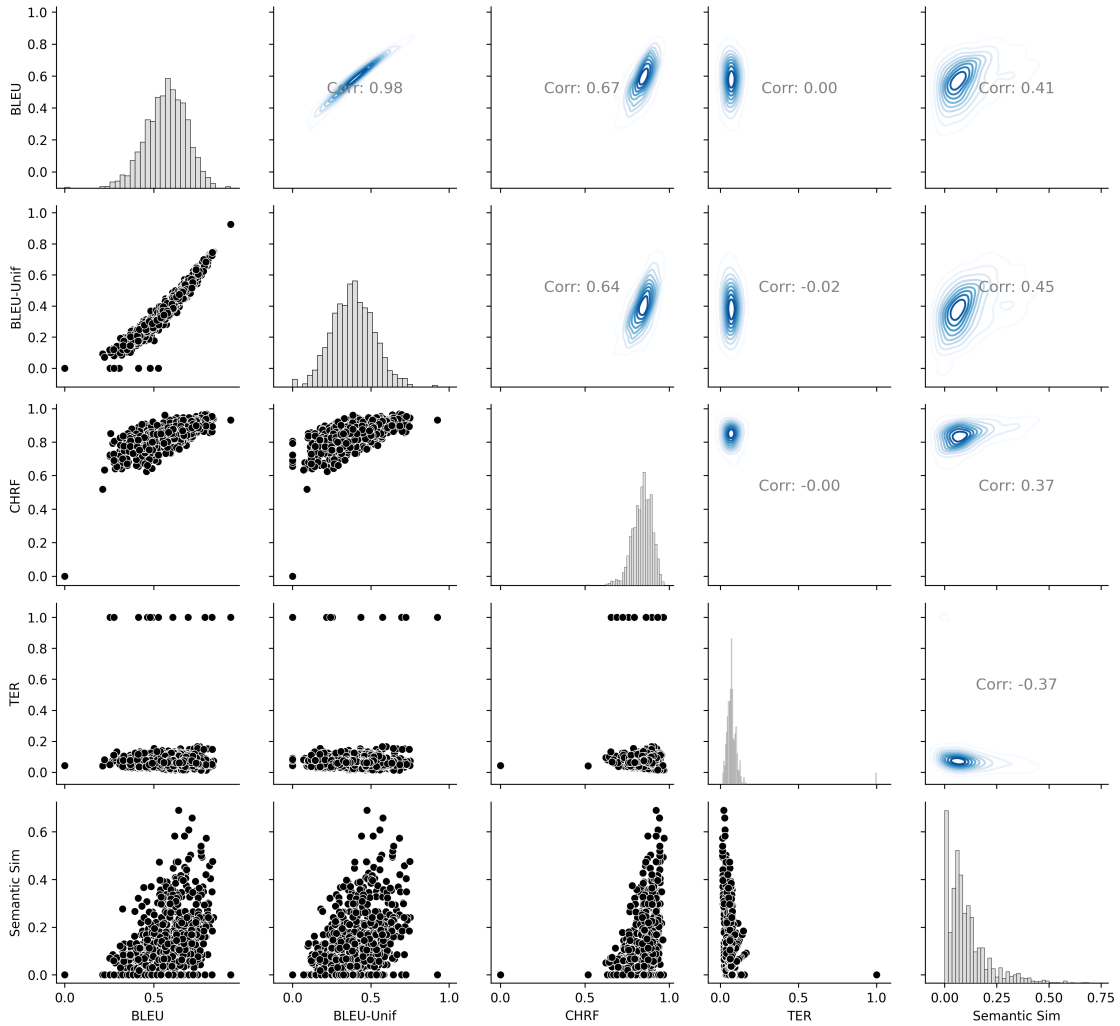 1.0
0.8
0.6
0.4
0.2
0.0
BLEU
Corr: 0.98
Corr: 0.67
Corr: 0.00
Corr: 0.41
1.0
0.8
0.6
0.4
0.2
0.0
BLEU-Unif
Corr: 0.64
Corr: -0.02
Corr: 0.45
1.0
0.8
0.6
0.4
0.2
0.0
CHRF
Corr: -0.00
Corr: 0.37
1.0
0.8
0.6
0.4
0.2
0.0
TER
Corr: -0.37
0.6
0.4
0.2
0.0
Semantic Sim
0.0 0.5
BLEU
0.0 0.5 1.0
BLEU-Unif
0.0 0.5 1.0
CHRF
0.0 0.5 1.0
TER
0.00 0.25 0.50 0.75
Semantic Sim